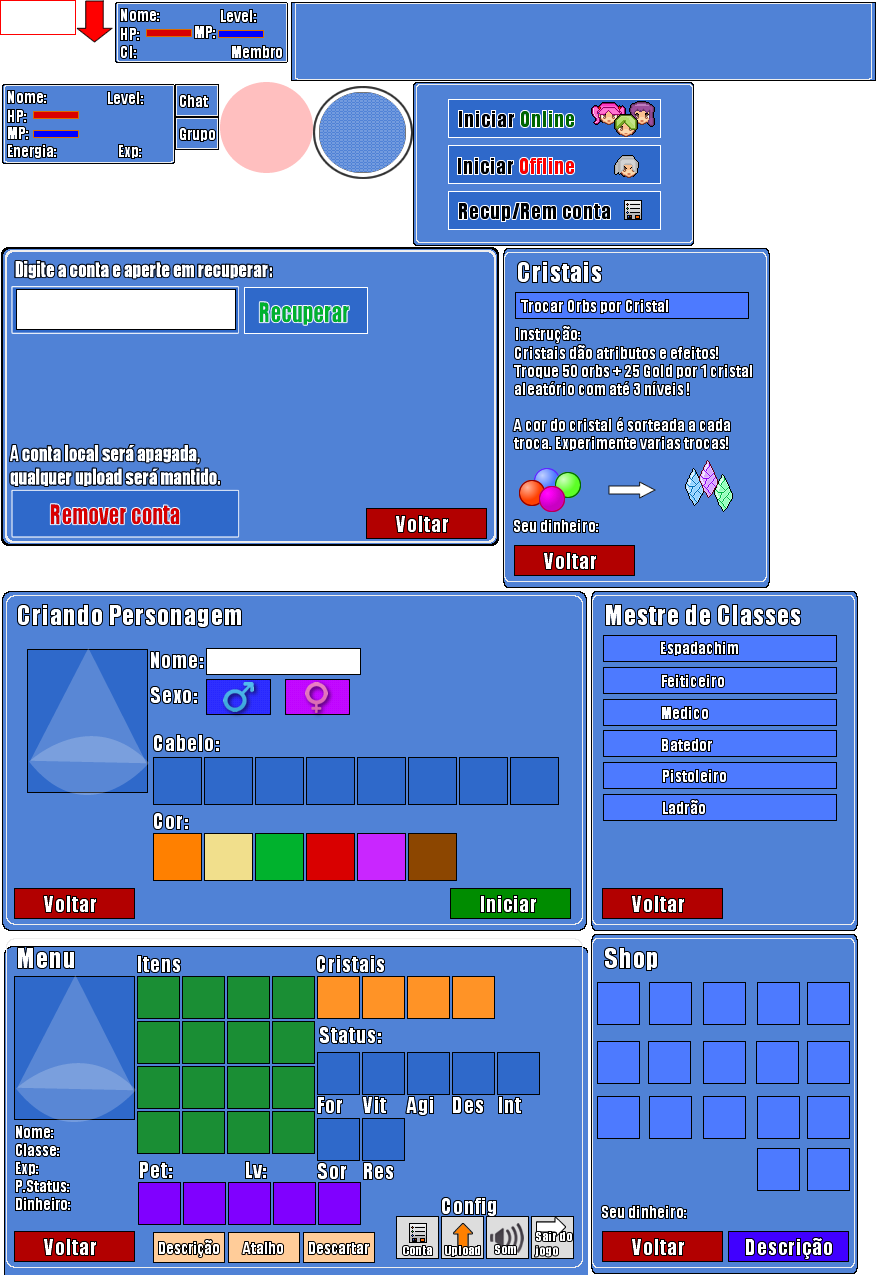 Nome: Level:
HP: MP:
Cl: Membro
Nome: Level:
HP:
MP:
Energia: Exp:
Chat
Grupo
Iniciar Online
Iniciar Offline
Recup/Rem conta
Digite a conta e aperte em recuperar:
Recuperar
A conta local será apagada,
qualquer upload será mantido.
Remover conta
Voltar
Cristais
Trocar Orbs por Cristal
Instrução:
Cristais dão atributos e efeitos!
Troque 50 orbs + 25 Gold por 1 cristal
aleatório com até 3 níveis!
A cor do cristal é sorteada a cada
troca. Experimente varias trocas!
Seu dinheiro:
Voltar
Criando Personagem
Nome:
Sexo:
Cabelo:
Cor:
Voltar
Iniciar
Mestre de Classes
Espadachim
Feiticeiro
Medico
Batedor
Pistoleiro
Ladrão
Voltar
Menu
Itens
Cristais
Status:
For Vit Agi Des Int
Sor Res
Nome:
Classe:
Exp:
P.Status:
Dinheiro:
Pet: Lv:
Config
Voltar
Descrição
Atalho
Descartar
Conta
Upload
Som
Sair do
jogo
Shop
Seu dinheiro:
Voltar
Descrição